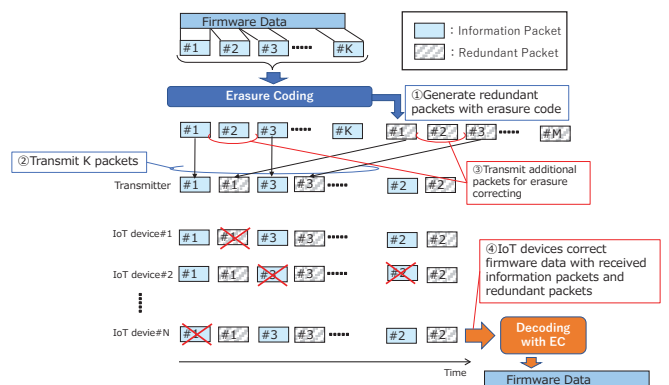 Firmware Data
#1 #2 #3 ・・・・・ #K
：Information Packet
：Redundant Packet
Erasure Coding
①Generate redundant
packets with erasure code
#1 #2 #3 ・・・・・ #K #1 #2 #3 ・・・・・ #M
②Transmit K packets
③Transmit additional
packets for erasure
correcting
Transmitter #1 #1 #3 #3 ・・・・・ #2 #2
IoT device#1 #1 #1 #3 #3 ・・・・・ #2 #2
④IoT devices correct
firmware data with received
information packets and
redundant packets
IoT device#2 #1 #1 #3 #3 ・・・・・ #2 #2
IoT devie#N #1 #1 #3 #3 ・・・・・ #2 #2
Decoding
with EC
Time
Firmware Data